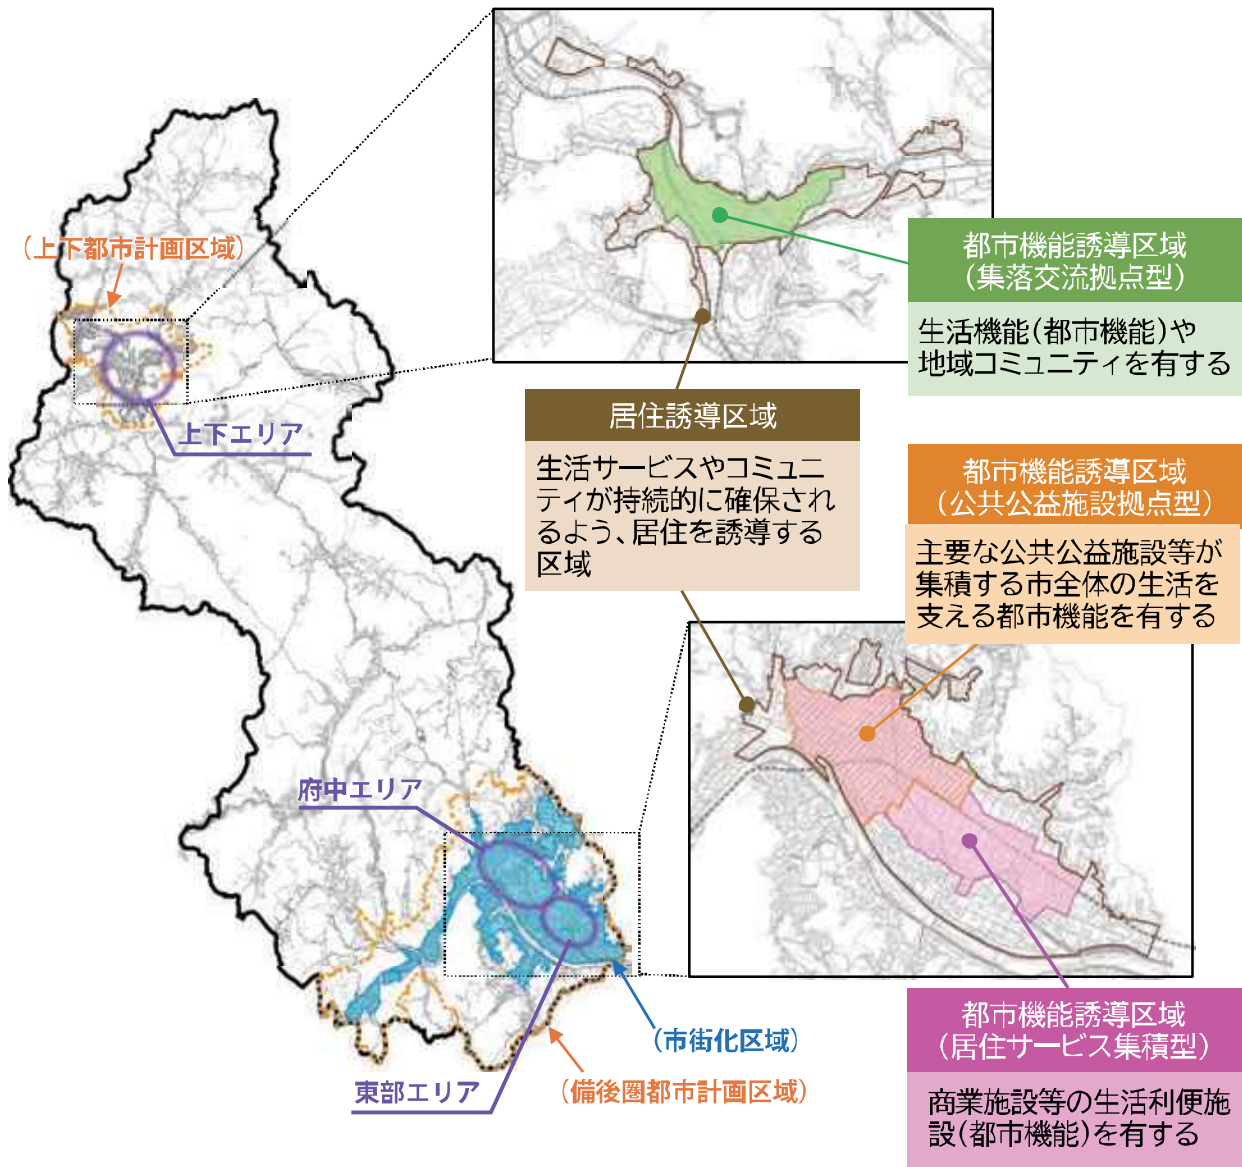 (上下都市計画区域)
上下エリア
都市機能誘導区域
(集落交流拠点型)
生活機能(都市機能)や
地域コミュニティを有する
居住誘導区域
生活サービスやコミュニ
ティが持続的に確保され
るよう、居住を誘導する
区域
都市機能誘導区域
(公共公益施設拠点型)
主要な公共公益施設等が
集積する市全体の生活を
支える都市機能を有する
府中エリア
東部エリア
(市街化区域)
(備後圏都市計画区域)
都市機能誘導区域
(居住サービス集積型)
商業施設等の生活利便施
設(都市機能)を有する